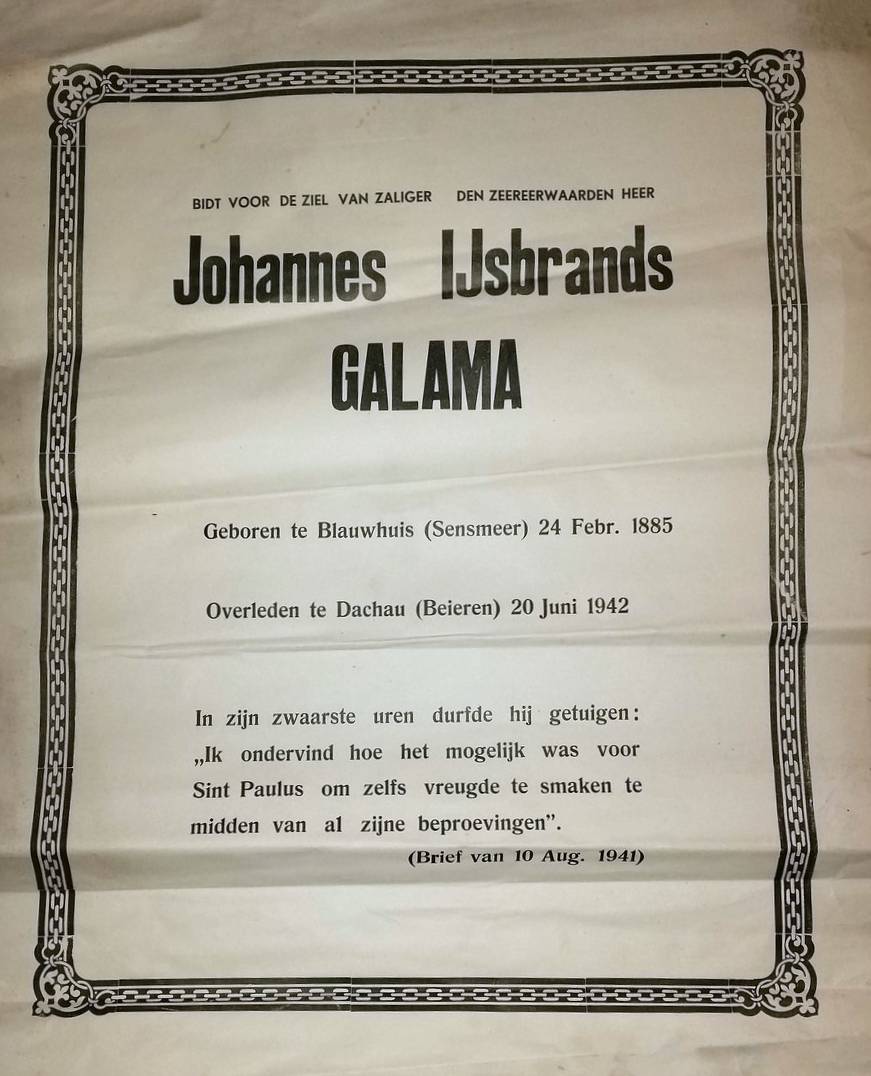 BIDT VOOR DE ZIEL VAN ZALIGER DEN ZEEREERWAARDEN HEER
Johannes IJsbrands
GALAMA
Geboren te Blauwhuis (Sensmeer) 24 Febr. 1885
Overleden te Dachau (Beieren) 20 Juni 1942
In zijn zwaarste uren durfde hij getuigen:
„Ik ondervind hoe het mogelijk was voor
Sint Paulus om zelfs vreugde te smaken te
midden van al zijne beproevingen”.
(Brief van 10 Aug. 1941)